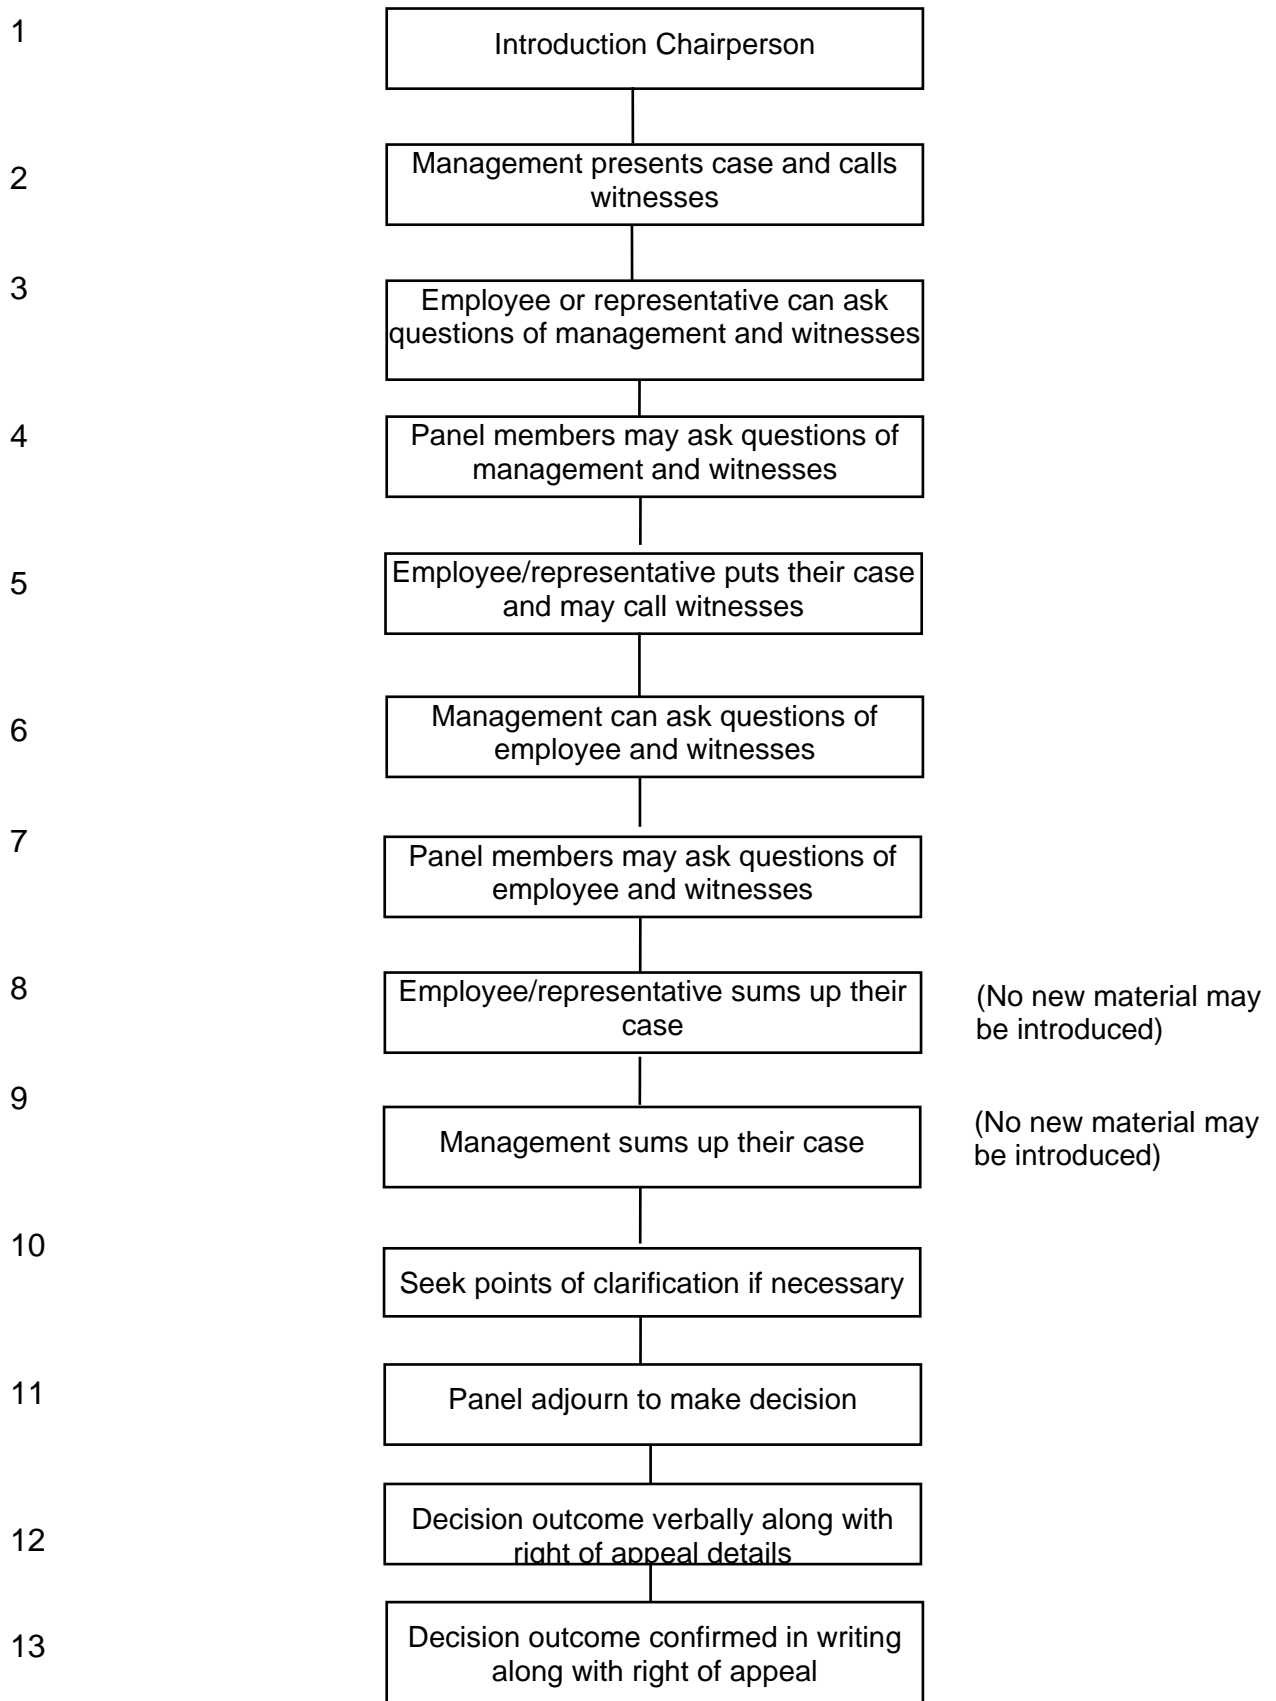 1
Introduction Chairperson
2
Management presents case and calls
witnesses
3
Employee or representative can ask
questions of management and witnesses
4
Panel members may ask questions of
management and witnesses
5
Employee/representative puts their case
and may call witnesses
6
Management can ask questions of
employee and witnesses
7
Panel members may ask questions of
employee and witnesses
8
Employee/representative sums up their
case
(No new material may
be introduced)
9
Management sums up their case
(No new material may
be introduced)
10
Seek points of clarification if necessary
11
Panel adjourn to make decision
12
Decision outcome verbally along with
right of appeal details
13
Decision outcome confirmed in writing
along with right of appeal